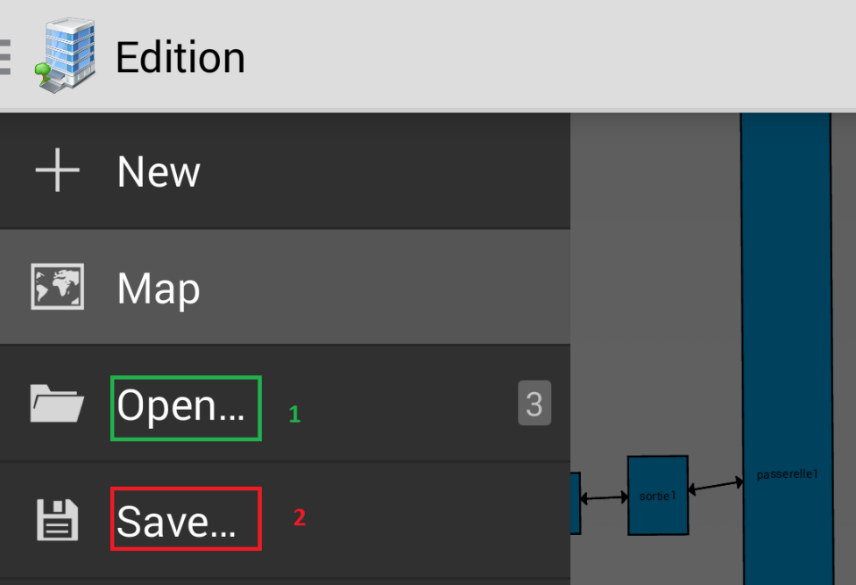 Edition
New
Map
Open... 1 3
Save... 2
passerelle1
sortie1